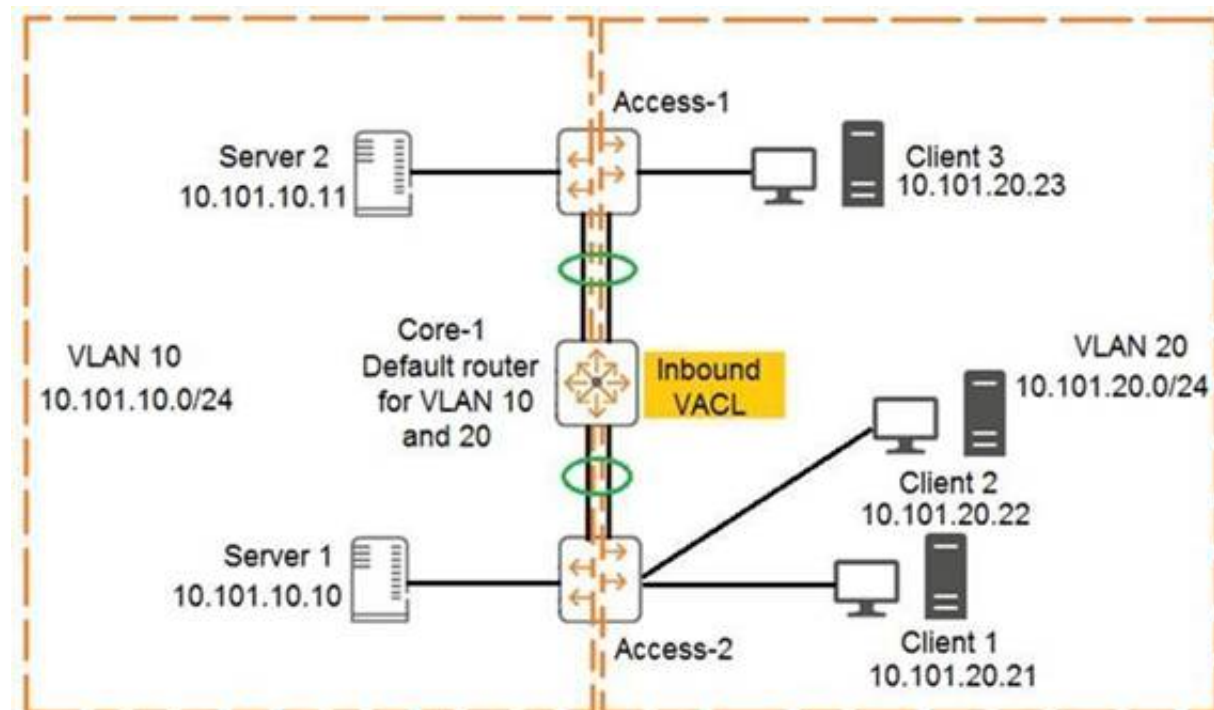 Access-1
Server 2
10.101.10.11
Client 3
10.101.20.23
VLAN 10
10.101.10.0/24
Core-1
Default router
for VLAN 10
and 20
Inbound
VACL
VLAN 20
10.101.20.0/24
Client 2
10.101.20.22
Server 1
10.101.10.10
Access-2
Client 1
10.101.20.21